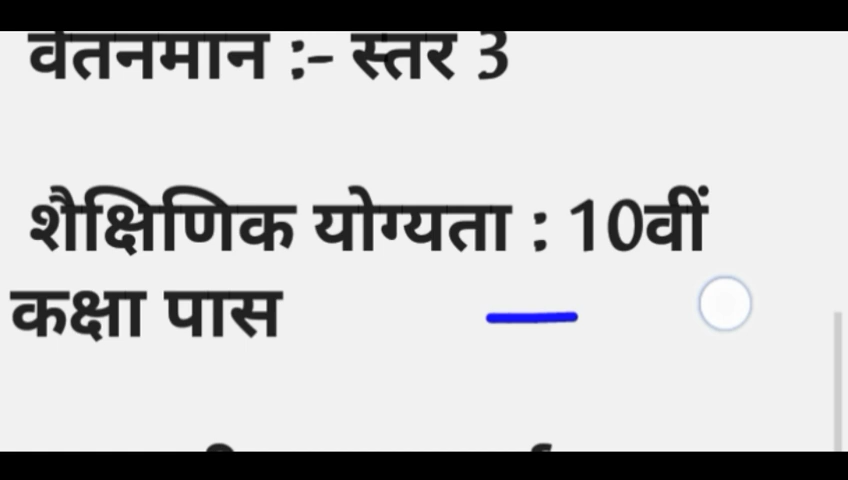 वेतनमान :- स्तर 3
शैक्षिणिक योग्यता : 10वीं
कक्षा पास